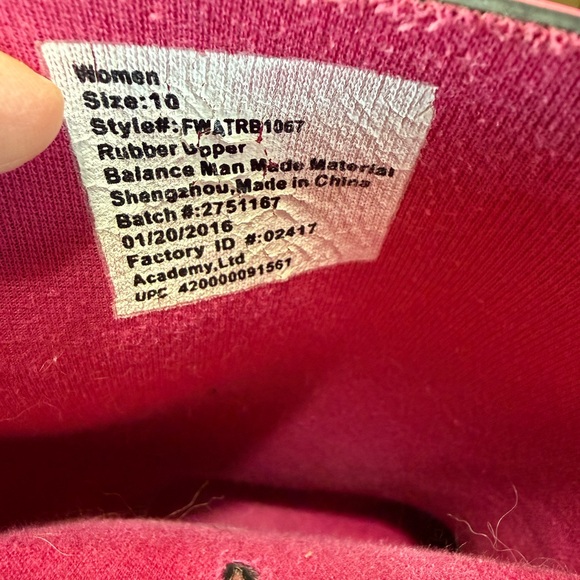 Women
Size:10
Style#:FWATRB1067
Rubber Upper
Balance Man Made Material
Shengzhou,Made in China
Batch #:2751167
01/20/2016
Factory ID #:02417
Academy,Ltd
UPC 420000091561